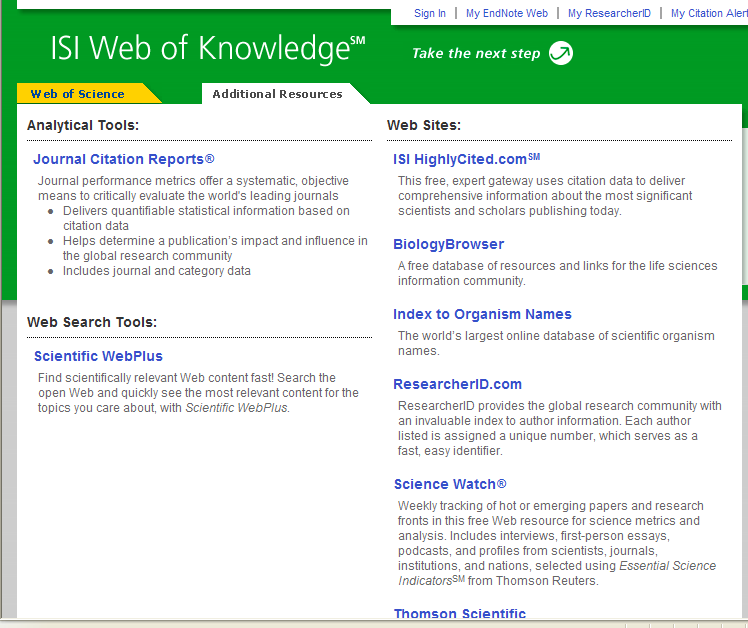 Sign In | My EndNote Web | My ResearcherID | My Citation Alert
ISI Web of Knowledge℠
Take the next step
Web of Science
Additional Resources
Analytical Tools:
Journal Citation Reports®
Journal performance metrics offer a systematic, objective
means to critically evaluate the world's leading journals
• Delivers quantifiable statistical information based on
citation data
• Helps determine a publication's impact and influence in
the global research community
• Includes journal and category data
Web Search Tools:
Scientific WebPlus
Find scientifically relevant Web content fast! Search the
open Web and quickly see the most relevant content for the
topics you care about, with Scientific WebPlus.
Web Sites:
ISI HighlyCited.com℠
This free, expert gateway uses citation data to deliver
comprehensive information about the most significant
scientists and scholars publishing today.
BiologyBrowser
A free database of resources and links for the life sciences
information community.
Index to Organism Names
The world's largest online database of scientific organism
names.
ResearcherID.com
ResearcherID provides the global research community with
an invaluable index to author information. Each author
listed is assigned a unique number, which serves as a
fast, easy identifier.
Science Watch®
Weekly tracking of hot or emerging papers and research
fronts in this free Web resource for science metrics and
analysis. Includes interviews, first-person essays,
podcasts, and profiles from scientists, journals,
institutions, and nations, selected using Essential Science
Indicators℠ from Thomson Reuters.
Thomson Scientific